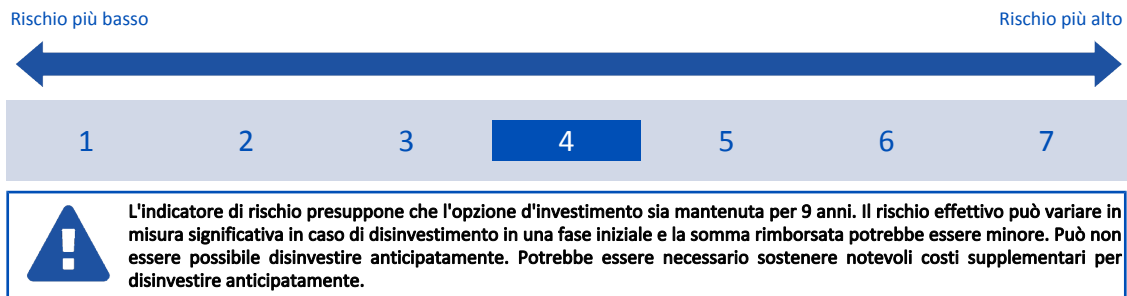 Rischio più basso Rischio più alto
1 2 3 4 5 6 7
L'indicatore di rischio presuppone che l'opzione d'investimento sia mantenuta per 9 anni. Il rischio effettivo può variare in
misura significativa in caso di disinvestimento in una fase iniziale e la somma rimborsata potrebbe essere minore. Può non
essere possibile disinvestire anticipatamente. Potrebbe essere necessario sostenere notevoli costi supplementari per
disinvestire anticipatamente.